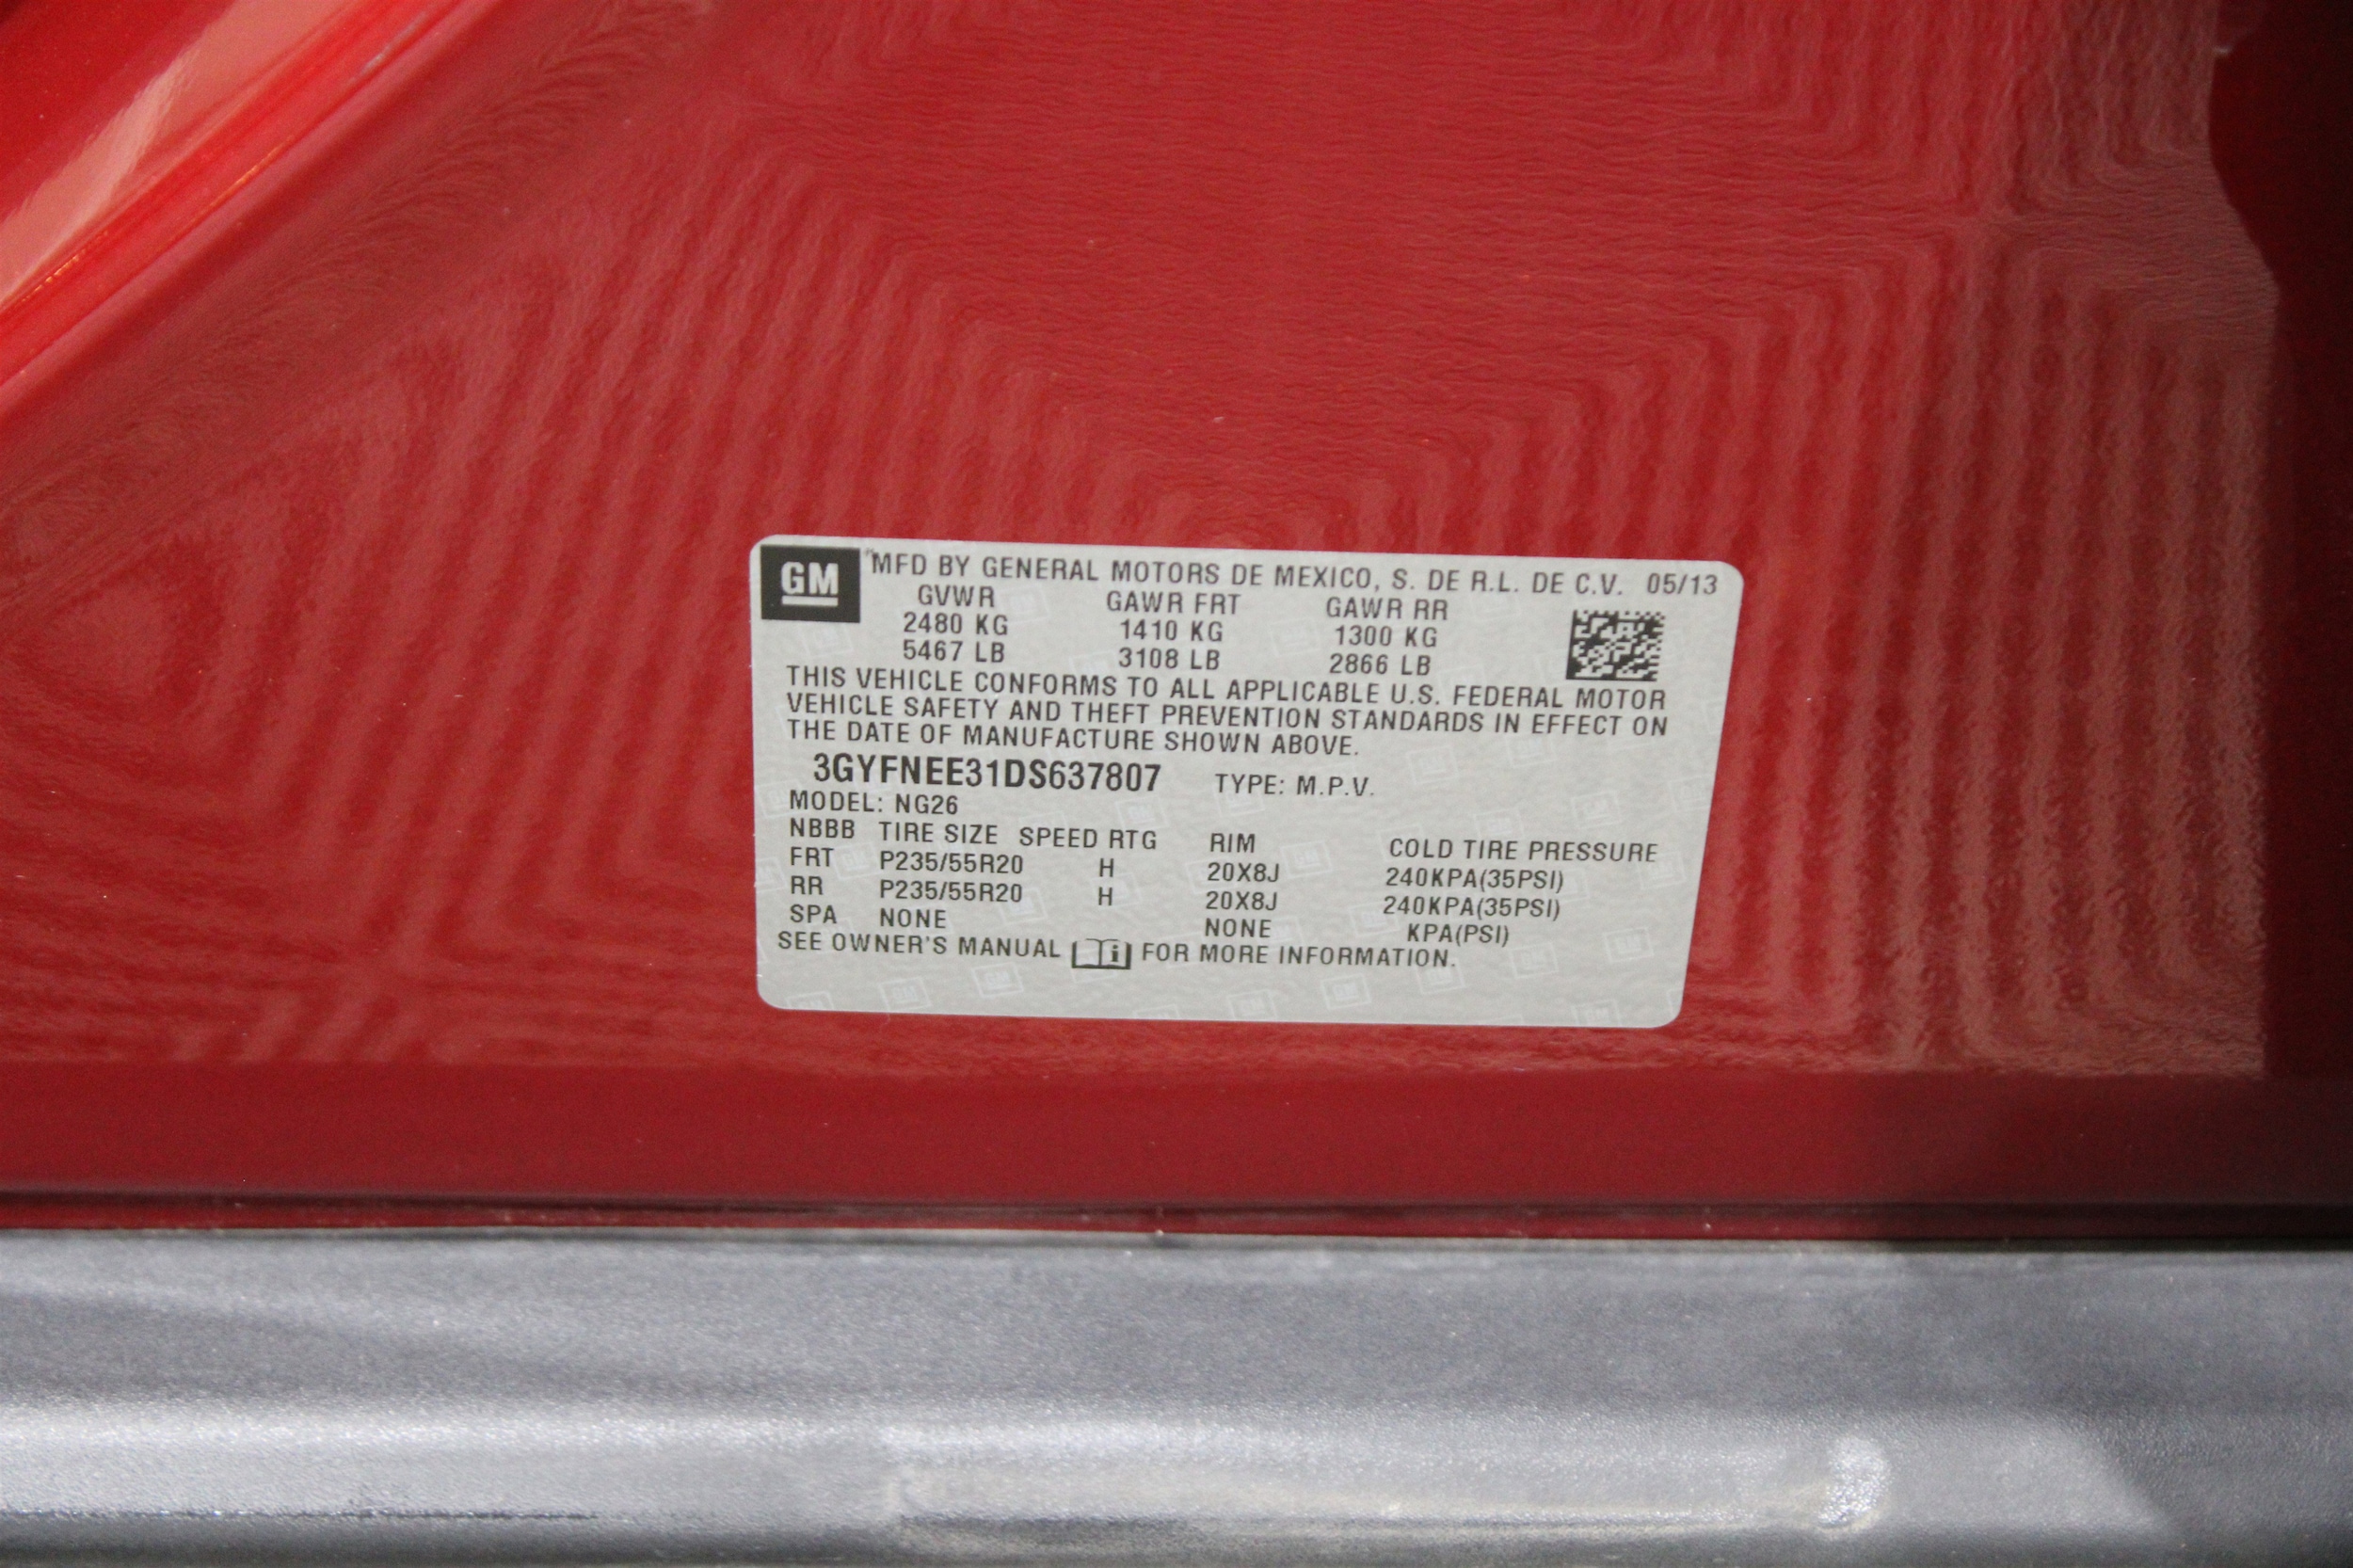 GM "MFD BY GENERAL MOTORS DE MEXICO, S. DE R.L. DE C.V. 05/13
GVWR GAWR FRT GAWR RR
2480 KG 1410 KG 1300 KG
5467 LB 3108 LB 2866 LB
THIS VEHICLE CONFORMS TO ALL APPLICABLE U.S. FEDERAL MOTOR
VEHICLE SAFETY AND THEFT PREVENTION STANDARDS IN EFFECT ON
THE DATE OF MANUFACTURE SHOWN ABOVE.
3GYFNEE31DS637807 TYPE: M.P.V.
MODEL: NG26
NBBB TIRE SIZE SPEED RTG RIM COLD TIRE PRESSURE
FRT P235/55R20 H 20X8J 240KPA(35PSI)
RR P235/55R20 H 20X8J 240KPA(35PSI)
SPA NONE NONE KPA(PSI)
SEE OWNER'S MANUAL FOR MORE INFORMATION.